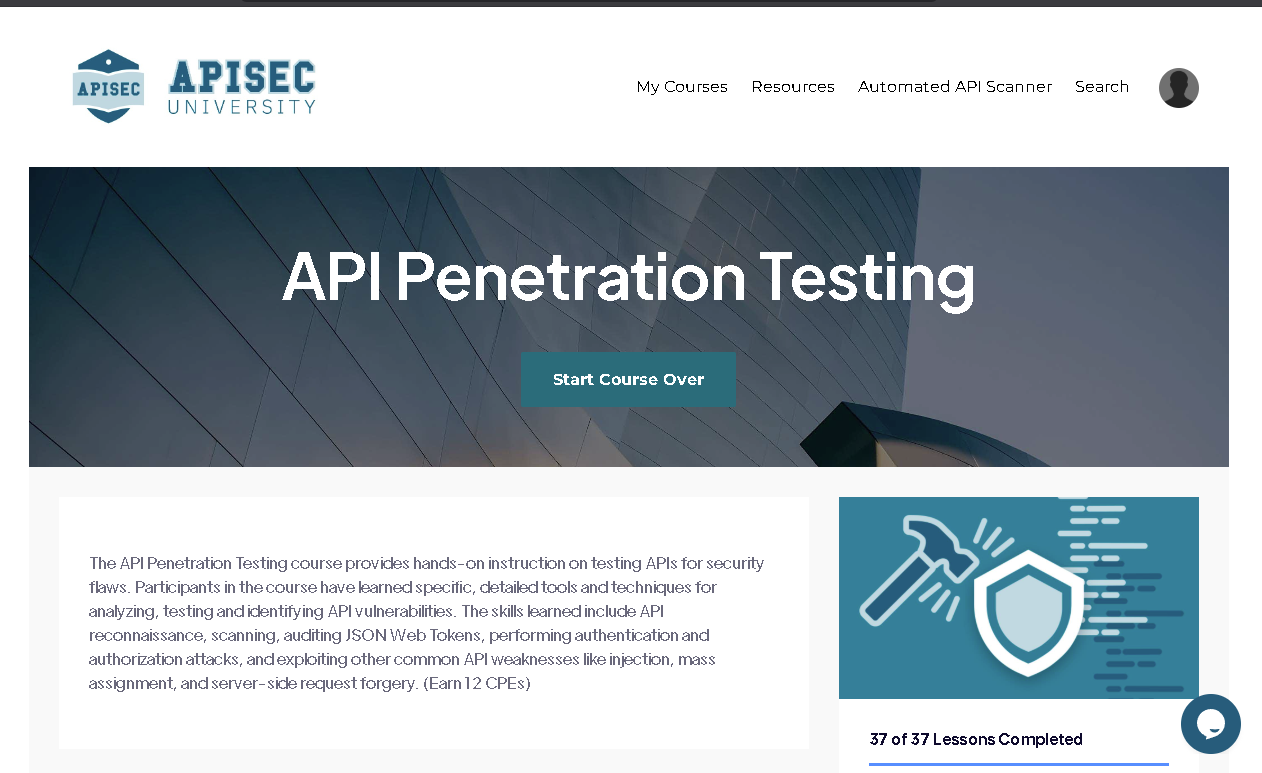 APISEC
APISEC
UNIVERSITY
My Courses
Resources
Automated API Scanner
Search
API Penetration Testing
Start Course Over
The API Penetration Testing course provides hands-on instruction on testing APIs for security
flaws. Participants in the course have learned specific, detailed tools and techniques for
analyzing, testing and identifying API vulnerabilities. The skills learned include API
reconnaissance, scanning, auditing JSON Web Tokens, performing authentication and
authorization attacks, and exploiting other common API weaknesses like injection, mass
assignment, and server-side request forgery. (Earn 12 CPEs)
37 of 37 Lessons Completed